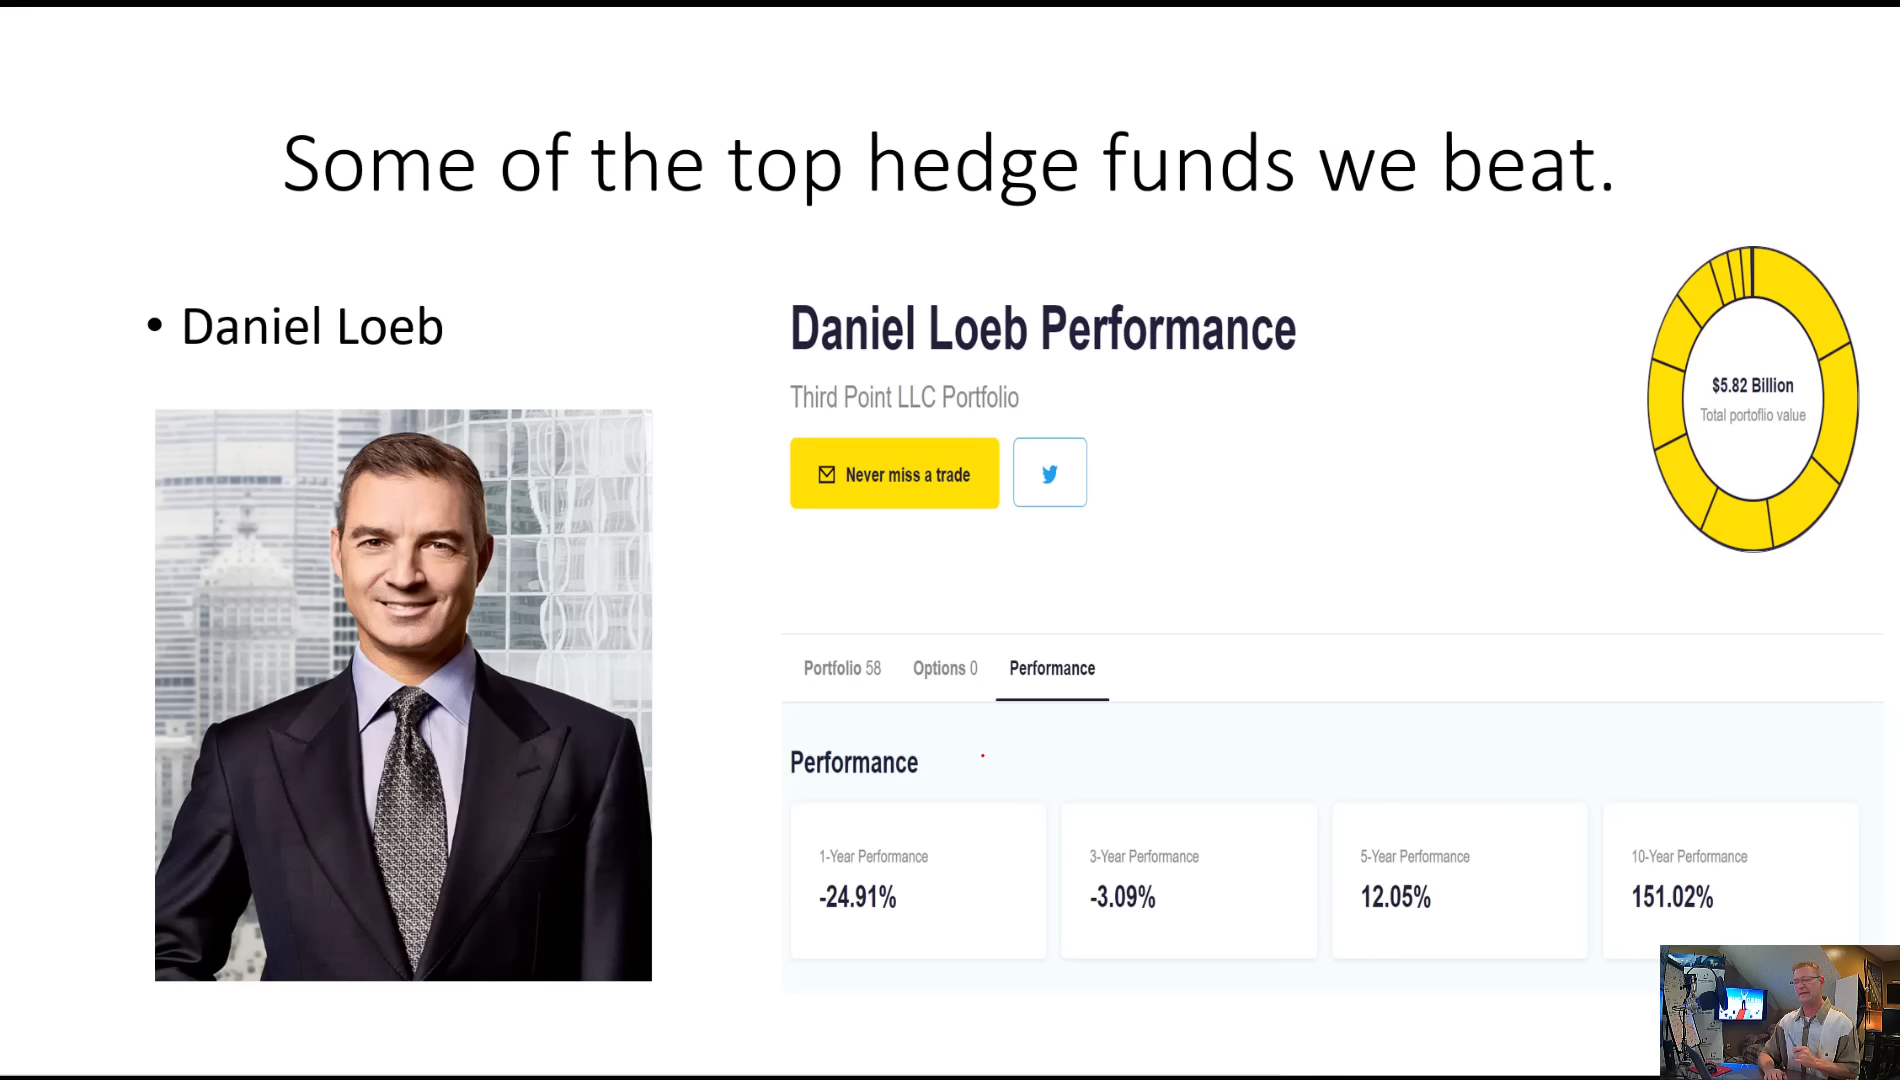 Some of the top hedge funds we beat.
• Daniel Loeb
Daniel Loeb Performance
Third Point LLC Portfolio
Never miss a trade
$5.82 Billion
Total portoflio value
Portfolio 58
Options 0
Performance
Performance
1-Year Performance
-24.91%
3-Year Performance
-3.09%
5-Year Performance
12.05%
10-Year Performance
151.02%